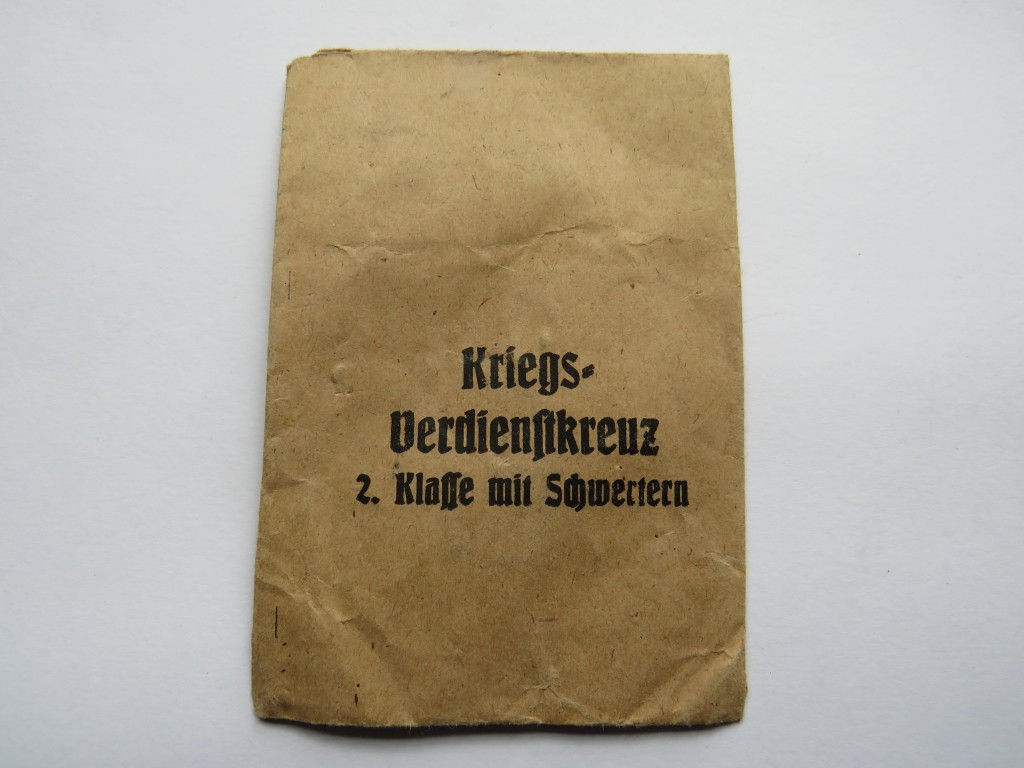 Kriegs-
Verdienſtkreuz
2. Klaſſe mit Schwertern